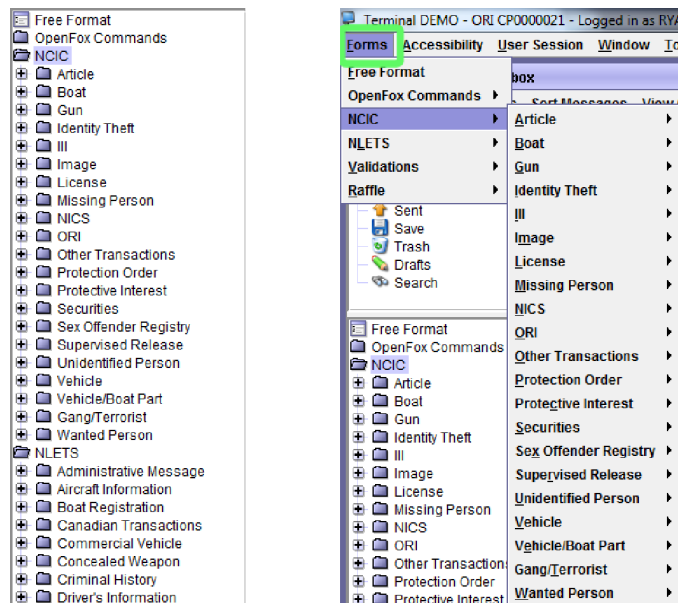 Free Format
OpenFox Commands
NCIC
Article
Boat
Gun
Identity Theft
III
Image
License
Missing Person
NICS
ORI
Other Transactions
Protection Order
Protective Interest
Securities
Sex Offender Registry
Supervised Release
Unidentified Person
Vehicle
Vehicle/Boat Part
Gang/Terrorist
Wanted Person
NLETS
Administrative Message
Aircraft Information
Boat Registration
Canadian Transactions
Commercial Vehicle
Concealed Weapon
Criminal History
Driver's Information
Terminal DEMO - ORI CP0000021 - Logged in as RYA
Forms Accessibility User Session Window To
Free Format
OpenFox Commands
NCIC
NLETS
Validations
Raffle
box
Sort Messages View
Article
Boat
Gun
Identity Theft
III
Image
License
Missing Person
NICS
ORI
Other Transactions
Protection Order
Protective Interest
Securities
Sex Offender Registry
Supervised Release
Unidentified Person
Vehicle
Vehicle/Boat Part
Gang/Terrorist
Wanted Person
Sent
Save
Trash
Drafts
Search
Free Format
OpenFox Commands
NCIC
Article
Boat
Gun
Identity Theft
III
Image
License
Missing Person
NICS
ORI
Other Transaction
Protection Order
Protective Interest